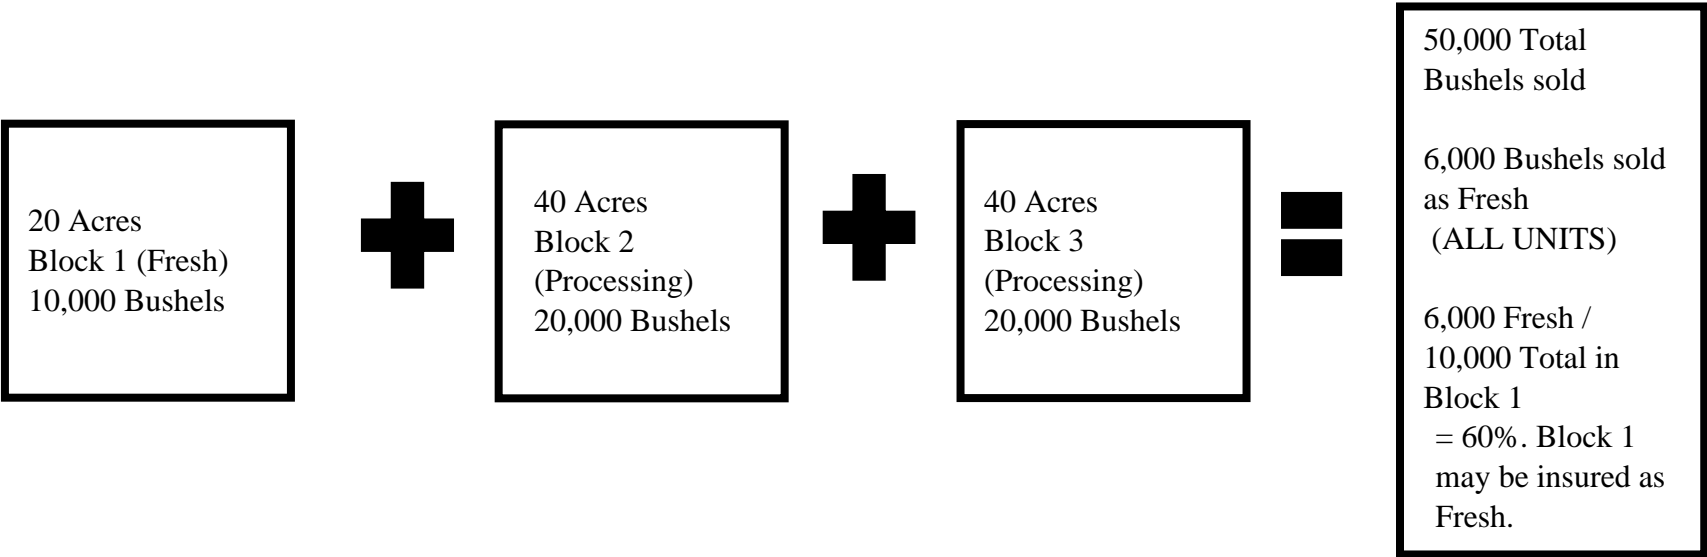 20 Acres
Block 1 (Fresh)
10,000 Bushels
40 Acres
Block 2
(Processing)
20,000 Bushels
40 Acres
Block 3
(Processing)
20,000 Bushels
50,000 Total
Bushels sold
6,000 Bushels sold
as Fresh
(ALL UNITS)
6,000 Fresh /
10,000 Total in
Block 1
= 60%. Block 1
may be insured as
Fresh.